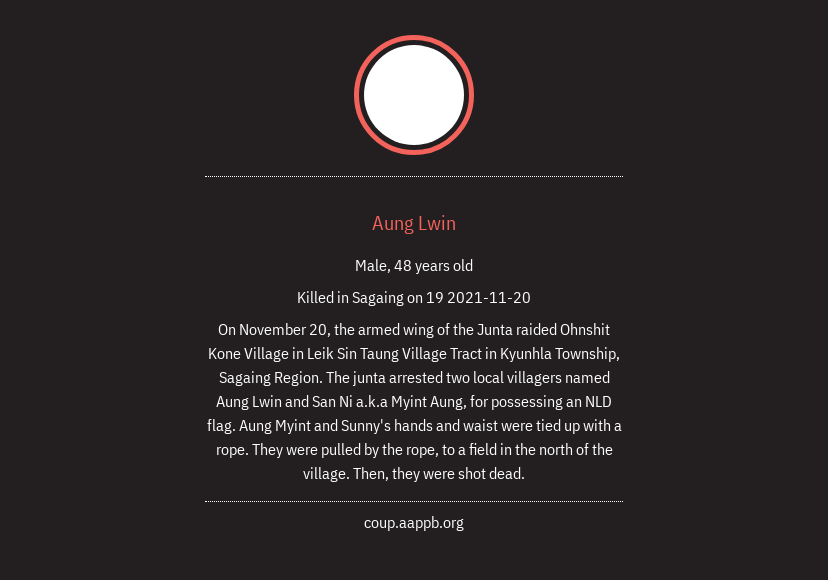 Aung Lwin
Male, 48 years old
Killed in Sagaing on 19 2021-11-20
On November 20, the armed wing of the Junta raided Ohnshit
Kone Village in Leik Sin Taung Village Tract in Kyunhla Township,
Sagaing Region. The junta arrested two local villagers named
Aung Lwin and San Ni a.k.a Myint Aung, for possessing an NLD
flag. Aung Myint and Sunny's hands and waist were tied up with a
rope. They were pulled by the rope, to a field in the north of the
village. Then, they were shot dead.
coup.aappb.org